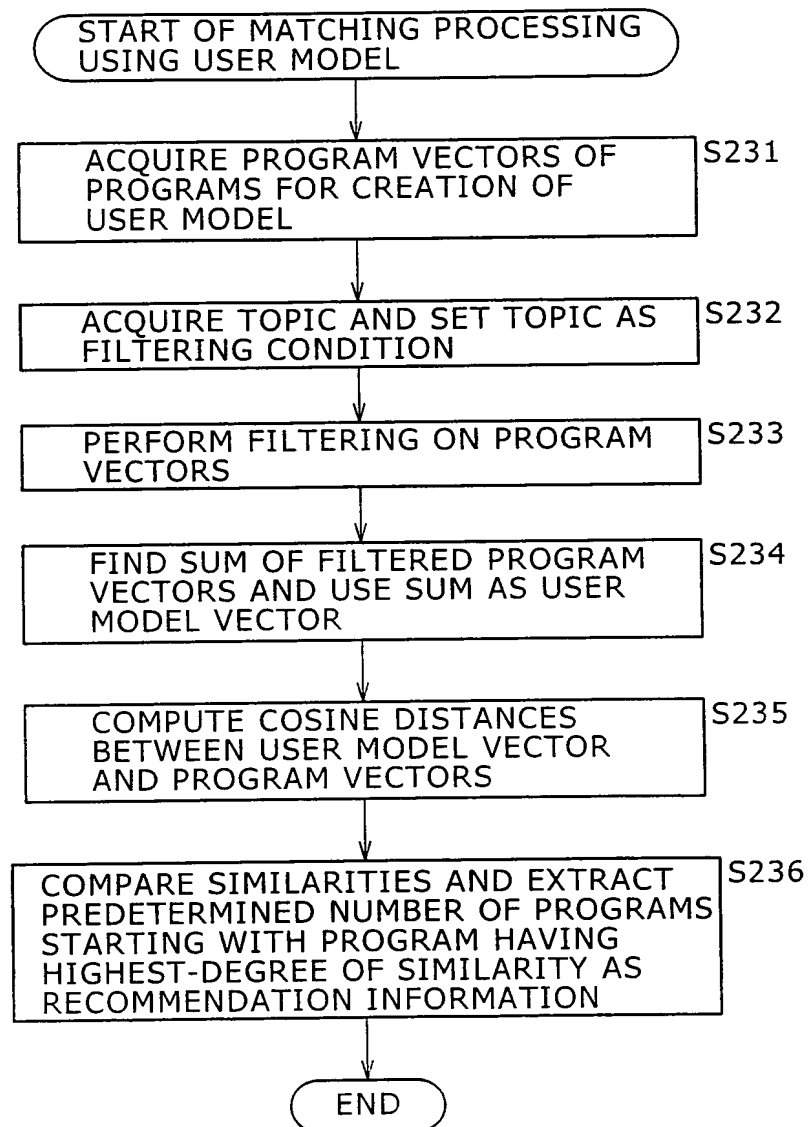 START OF MATCHING PROCESSING
USING USER MODEL
ACQUIRE PROGRAM VECTORS OF
PROGRAMS FOR CREATION OF
USER MODEL
S231
ACQUIRE TOPIC AND SET TOPIC AS
FILTERING CONDITION
S232
PERFORM FILTERING ON PROGRAM
VECTORS
S233
FIND SUM OF FILTERED PROGRAM
VECTORS AND USE SUM AS USER
MODEL VECTOR
S234
COMPUTE COSINE DISTANCES
BETWEEN USER MODEL VECTOR
AND PROGRAM VECTORS
S235
COMPARE SIMILARITIES AND EXTRACT
PREDETERMINED NUMBER OF PROGRAMS
STARTING WITH PROGRAM HAVING
HIGHEST-DEGREE OF SIMILARITY AS
RECOMMENDATION INFORMATION
S236
END